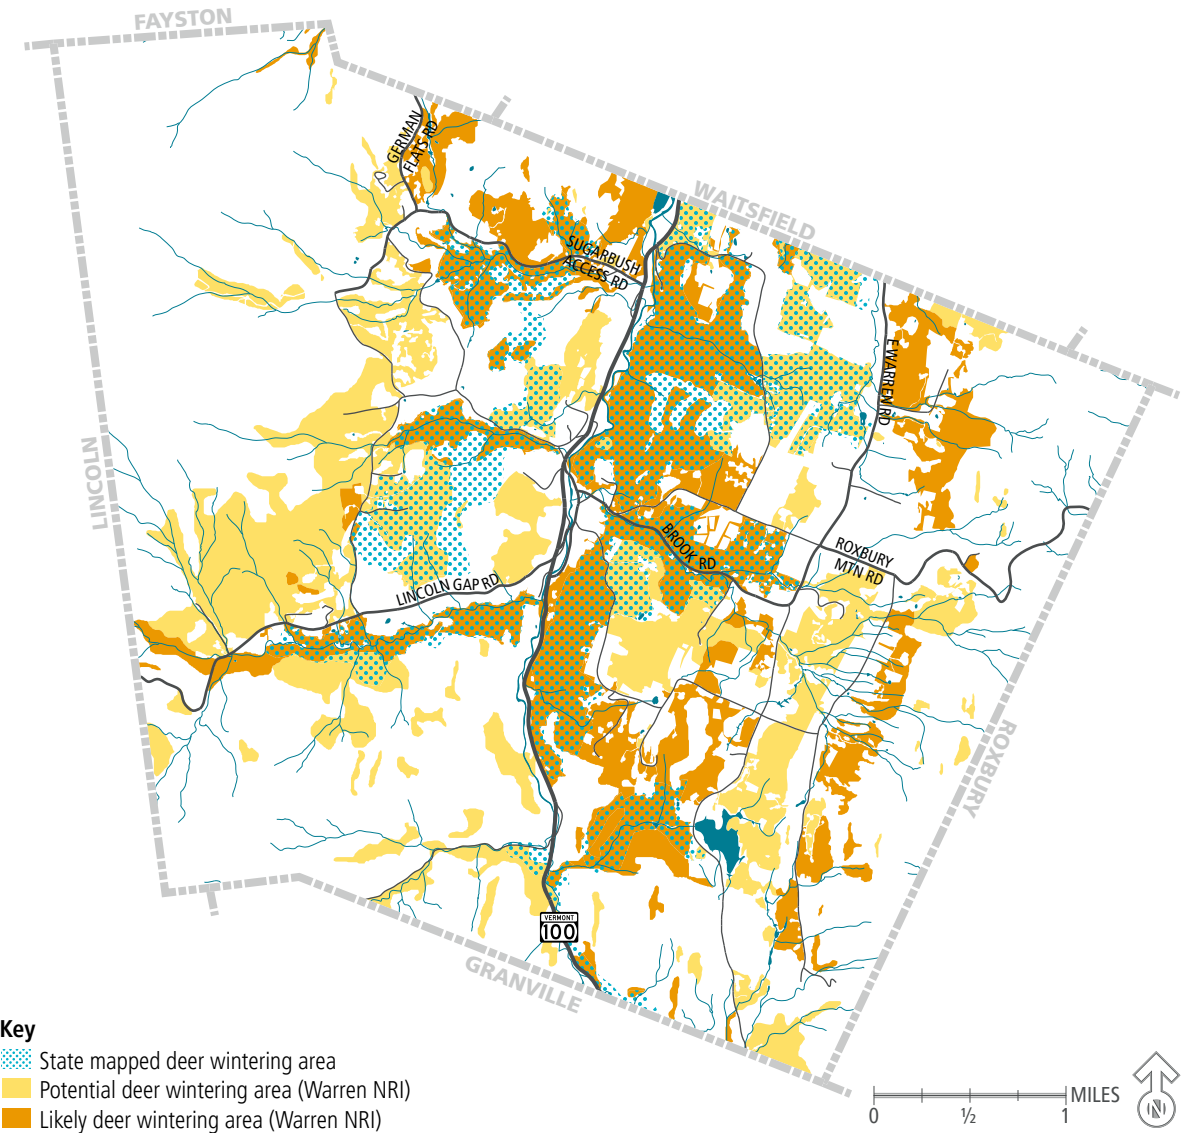 FAYSTON
GERMAN
FLATS RD
WAITSFIELD
SUGARBUSH
ACCESS RD
E WARREN RD
LINCOLN
BROOK RD
ROXBURY
MTN RD
LINCOLN GAP RD
ROXBURY
VERMONT
100
GRANVILLE
Key
State mapped deer wintering area
Potential deer wintering area (Warren NRI)
Likely deer wintering area (Warren NRI)
MILES
0 ½ 1
N